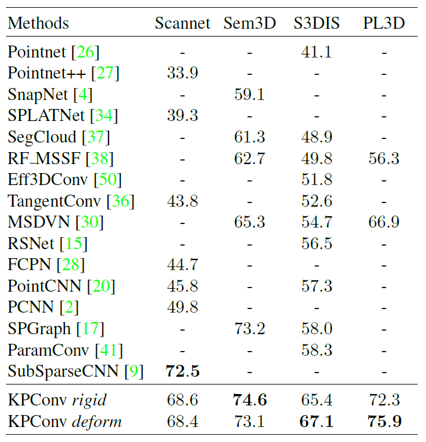 Methods Scannet Sem3D S3DIS PL3D
Pointnet [26] - - 41.1 -
Pointnet++ [27] 33.9 - - -
SnapNet [4] - 59.1 - -
SPLATNet [34] 39.3 - - -
SegCloud [37] - 61.3 48.9 -
RF_MSSF [38] - 62.7 49.8 56.3
Eff3DConv [50] - - 51.8 -
TangentConv [36] 43.8 - 52.6 -
MSDVN [30] - 65.3 54.7 66.9
RSNet [15] - - 56.5 -
FCPN [28] 44.7 - - -
PointCNN [20] 45.8 - 57.3 -
PCNN [2] 49.8 - - -
SPGraph [17] - 73.2 58.0 -
ParamConv [41] - - 58.3 -
SubSparseCNN [9] 72.5 - - -
KPConv rigid 68.6 74.6 65.4 72.3
KPConv deform 68.4 73.1 67.1 75.9